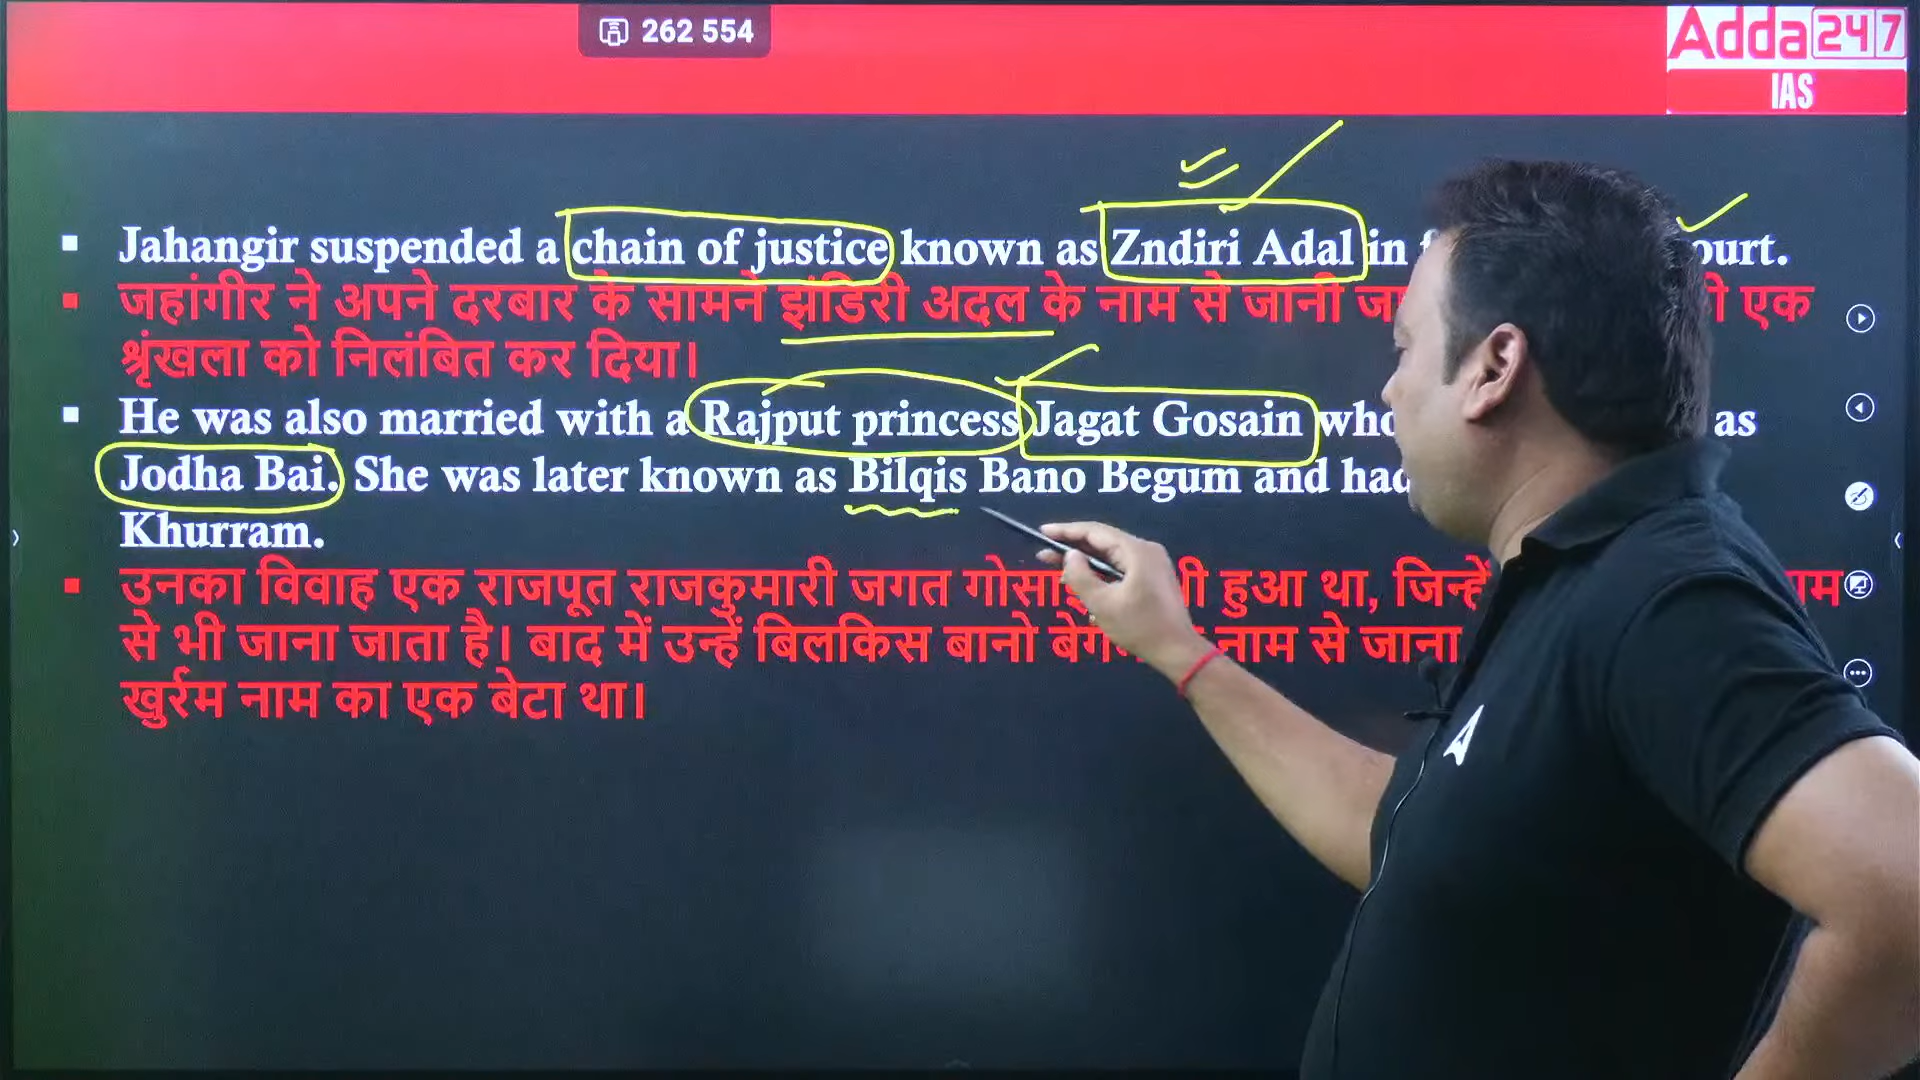 262 554
Adda247
IAS
Jahangir suspended a chain of justice known as Zndiri Adal in
जहांगीर ने अपने दरबार के सामने झांडिरी अदल के नाम से जानी एक
श्रृंखला को निलंबित कर दिया।
He was also married with a Rajput princess Jagat Gosain as
Jodha Bai. She was later known as Bilqis Bano Begum and had
Khurram.
उनका विवाह एक राजपूत राजकुमारी जगत हुआ था, जिन्हें
से भी जाना जाता है। बाद में उन्हें बिलकिस बानो नाम से जाना
खुर्रम नाम का एक बेटा था।